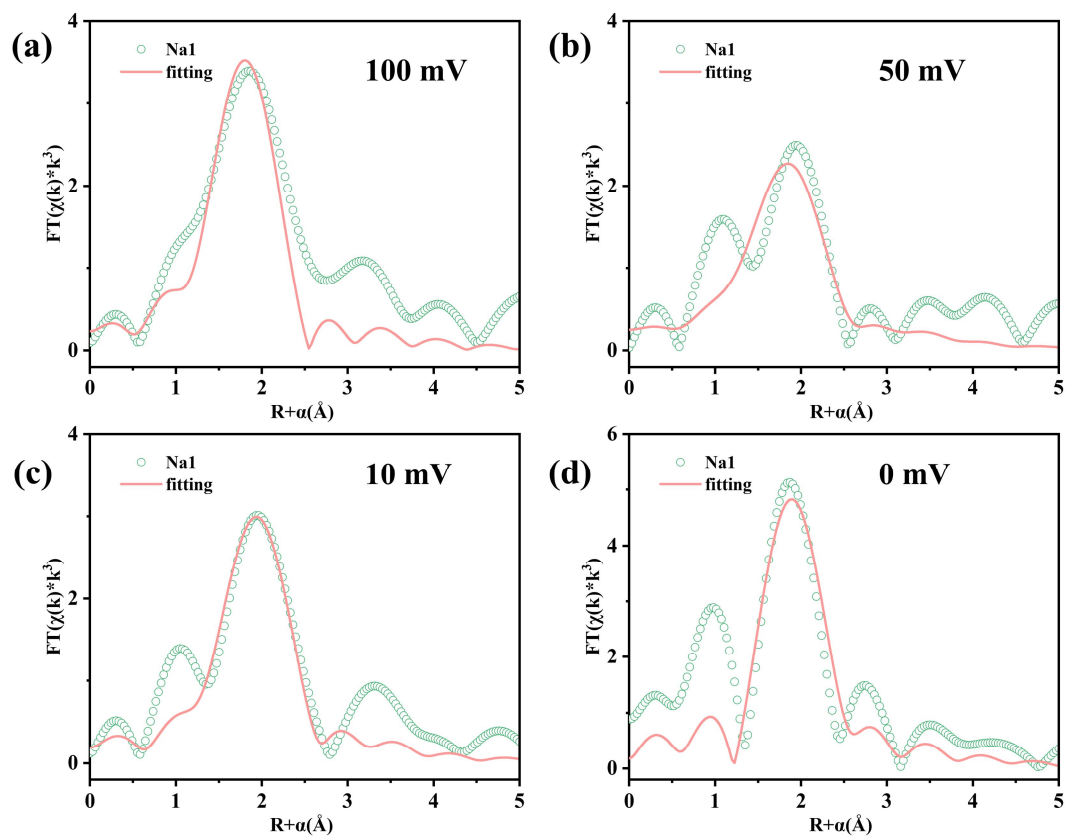 (a)
Na1
fitting
100 mV
FT(χ(k)*k³)
4
2
0
0 1 2 3 4 5
R+α(Å)
(b)
Na1
fitting
50 mV
FT(χ(k)*k³)
4
2
0
0 1 2 3 4 5
R+α(Å)
(c)
Na1
fitting
10 mV
FT(χ(k)*k³)
4
2
0
0 1 2 3 4 5
R+α(Å)
(d)
Na1
fitting
0 mV
FT(χ(k)*k³)
6
4
2
0
0 1 2 3 4 5
R+α(Å)